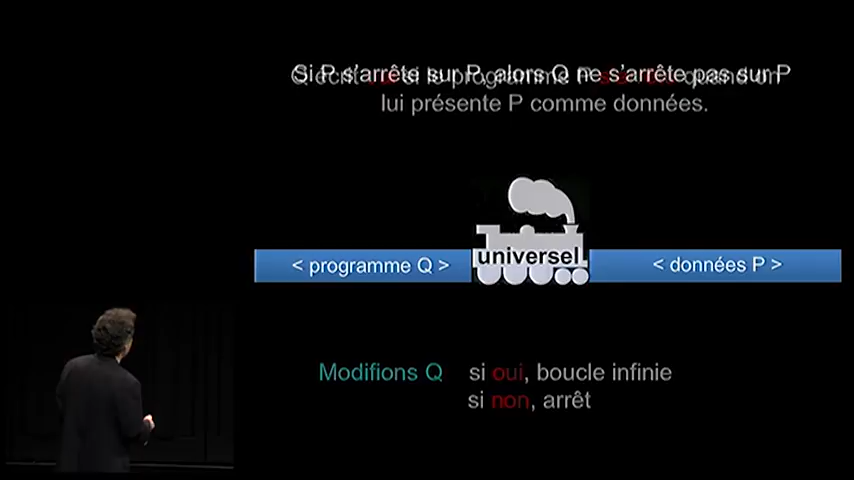 Si P s'arrête sur P, alors Q ne s'arrête pas sur P
lui présente P comme données.
universel
< programme Q > < données P >
Modifions Q si oui, boucle infinie
si non, arrêt